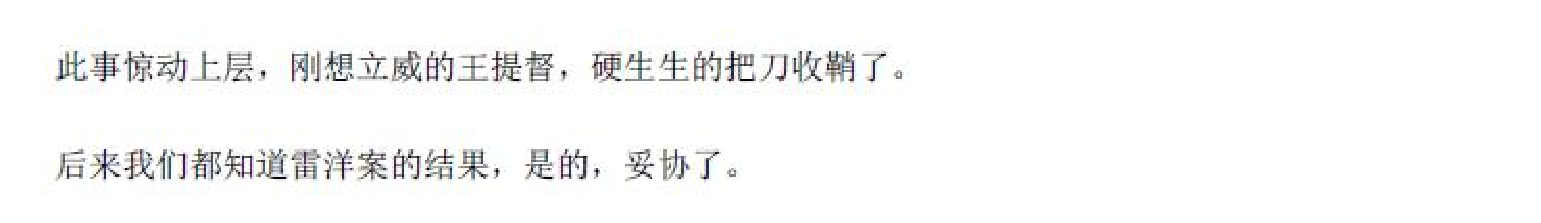 此事惊动上层，刚想立威的王提督，硬生生的把刀收鞘了。
后来我们都知道雷洋案的结果，是的，妥协了。